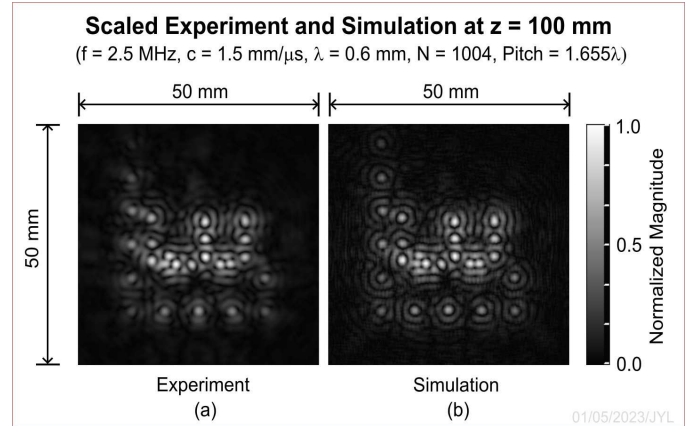 Scaled Experiment and Simulation at z = 100 mm
(f = 2.5 MHz, c = 1.5 mm/μs, λ = 0.6 mm, N = 1004, Pitch = 1.655λ)
50 mm 50 mm
50 mm
1.0
0.5
0.0
Normalized Magnitude
Experiment Simulation
(a) (b)
01/05/2023/JYL